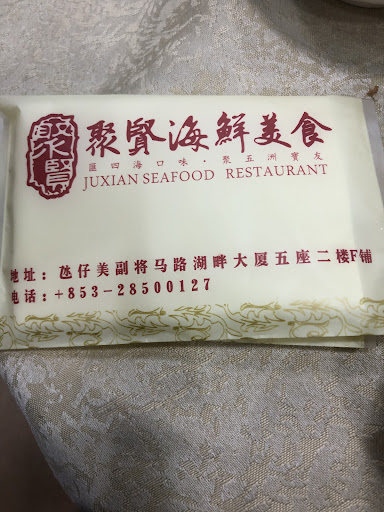 聚賢
聚賢海鮮美食
匯四海口味·聚五洲寶友
JUXIAN SEAFOOD RESTAURANT
地址：氹仔美副将马路湖畔大厦五座二楼F铺
电话：+853-28500127